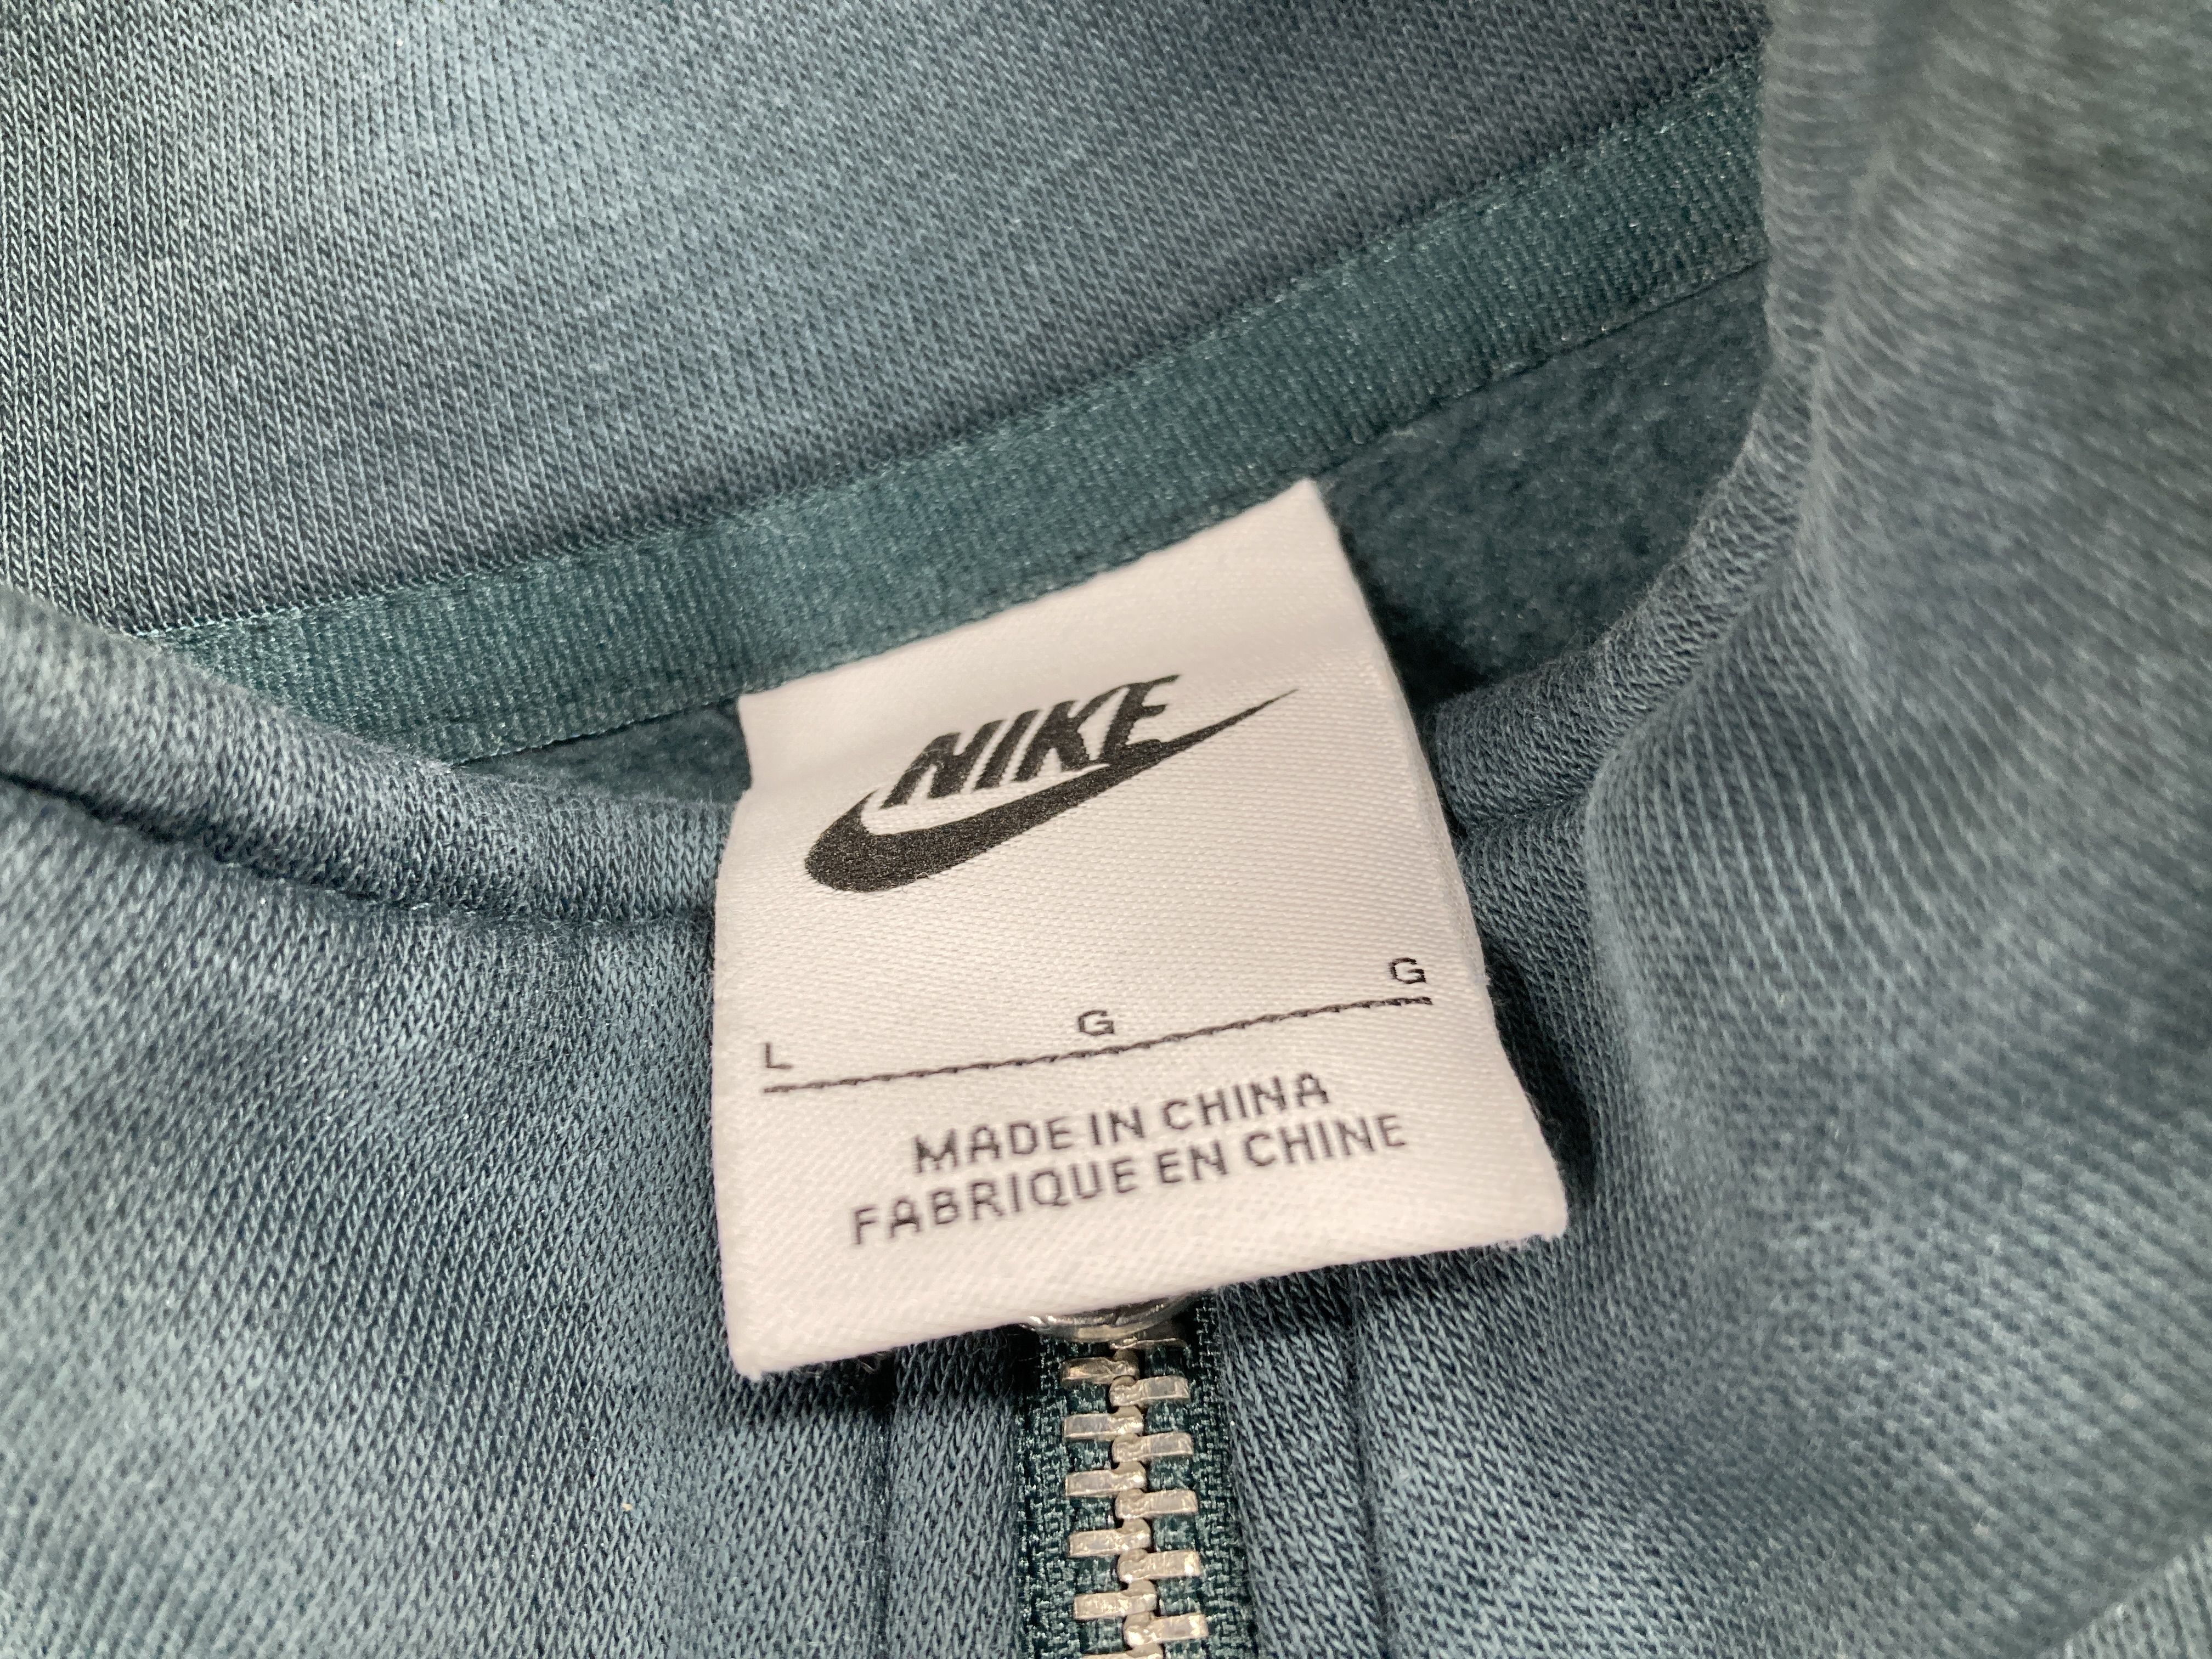 NIKE
L G G
MADE IN CHINA
FABRIQUE EN CHINE